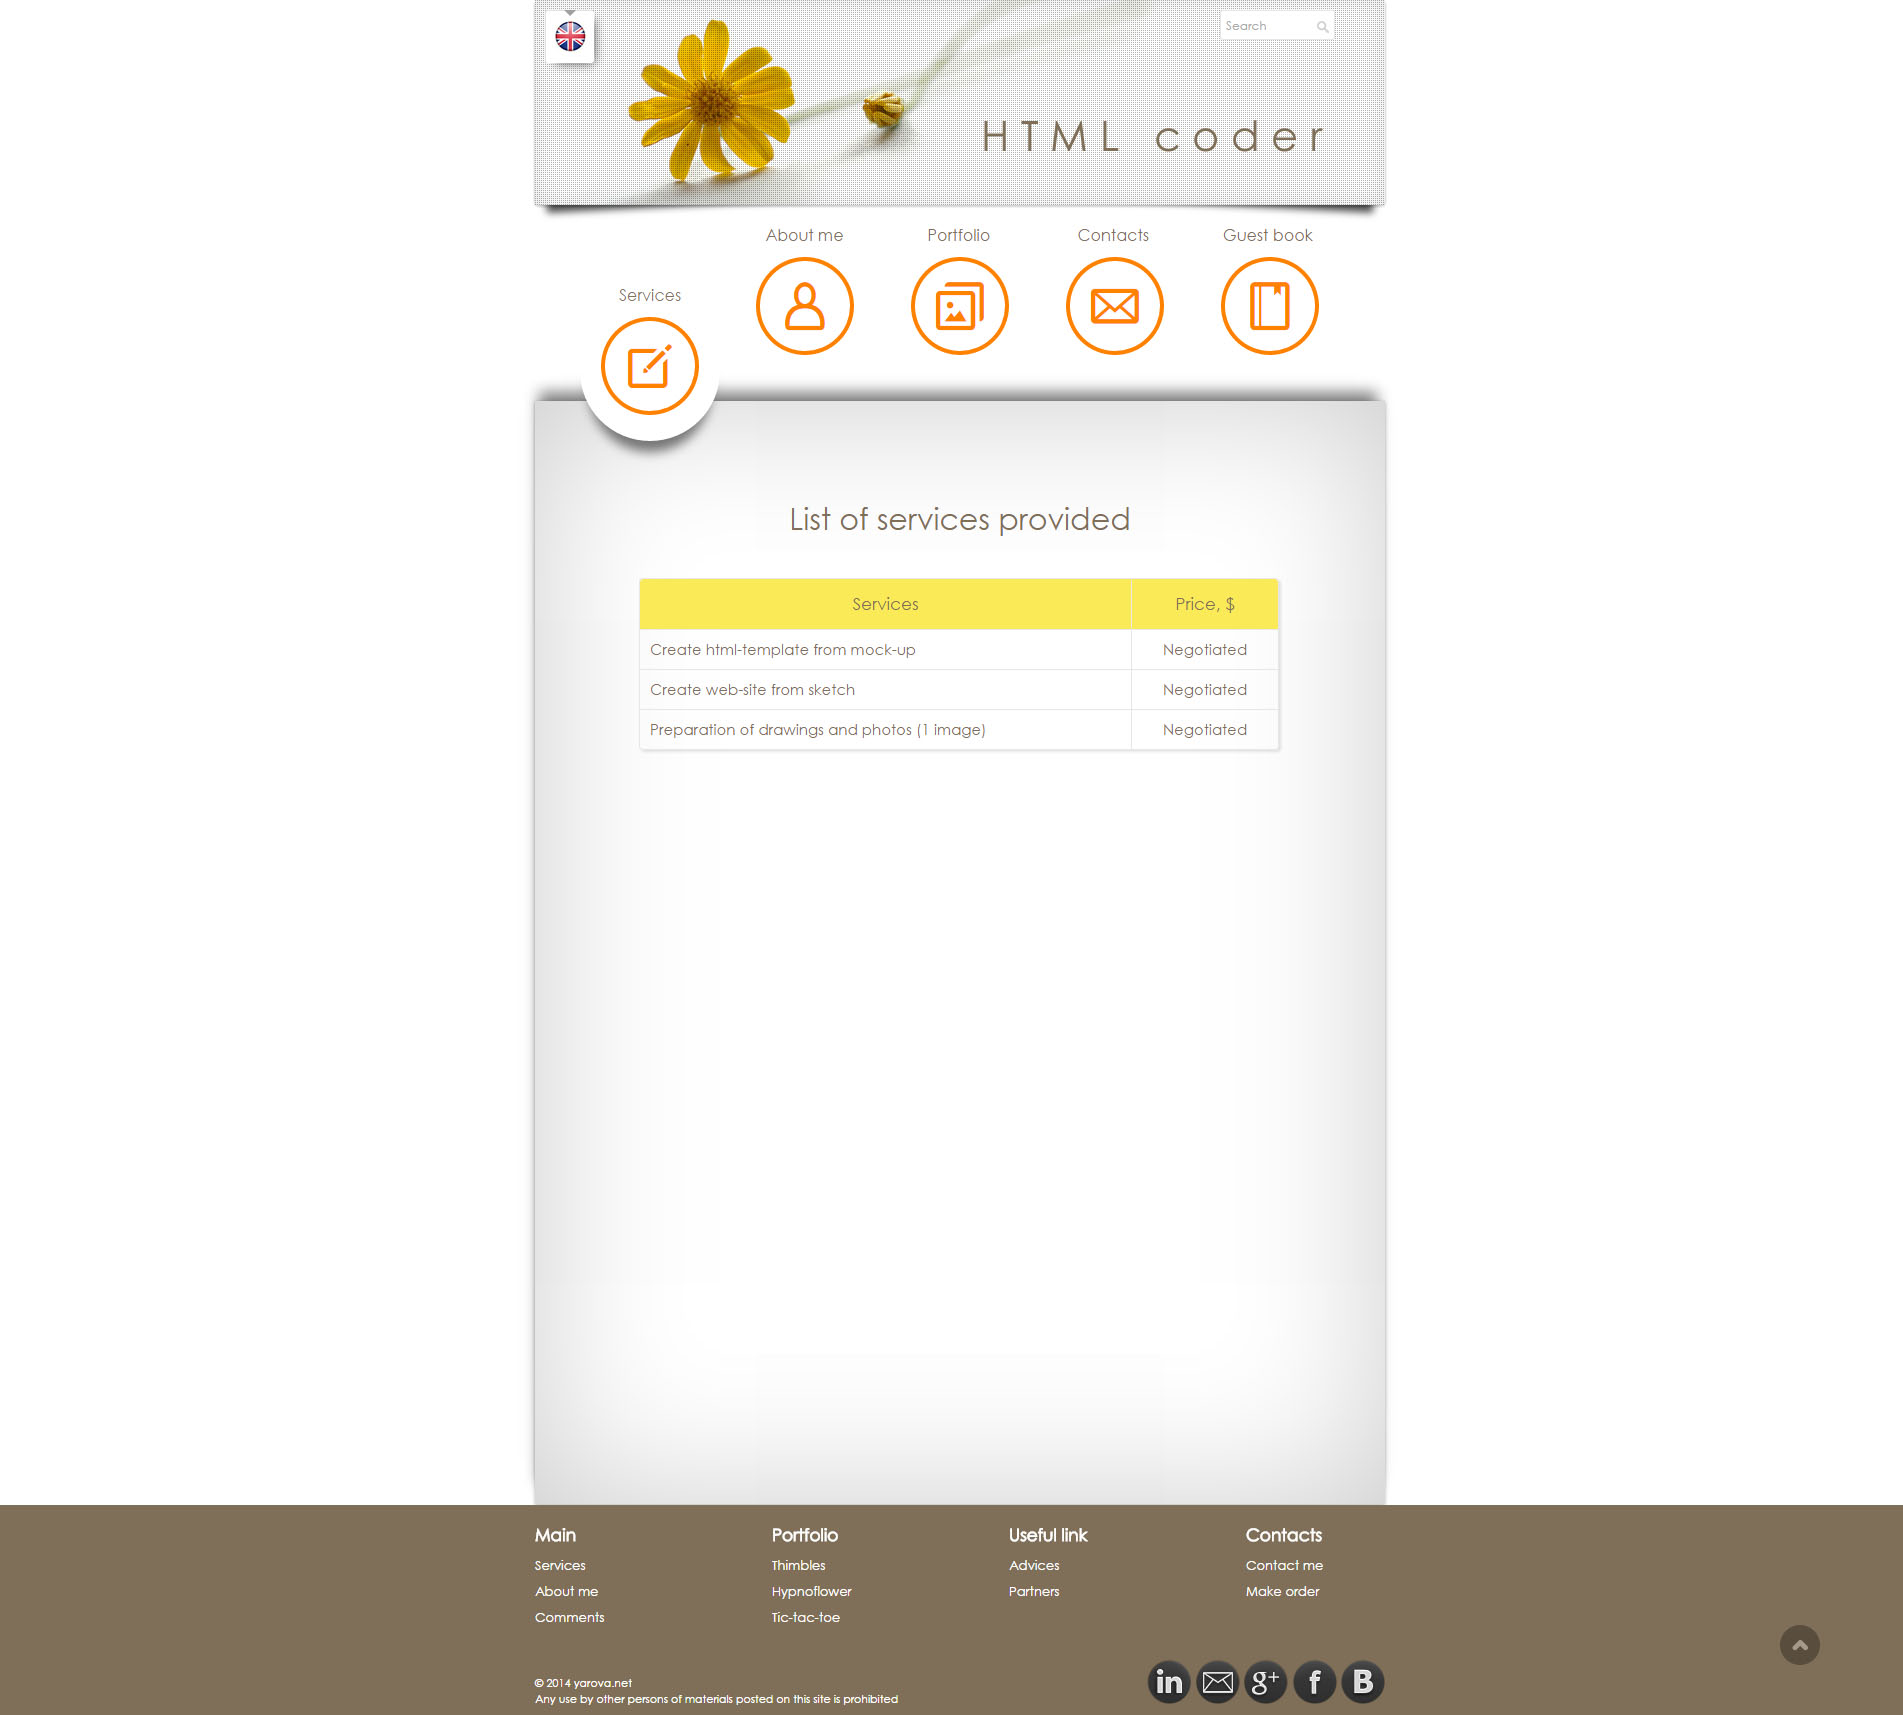 Search
HTML coder
Services
About me
Portfolio
Contacts
Guest book
List of services provided
Services Price, $
Create html-template from mock-up Negotiated
Create web-site from sketch Negotiated
Preparation of drawings and photos (1 image) Negotiated
Main
Services
About me
Comments
Portfolio
Thimbles
Hypnoflower
Tic-tac-toe
Useful link
Advices
Partners
Contacts
Contact me
Make order
© 2014 yarova.net
Any use by other persons of materials posted on this site is prohibited
in g+ f B